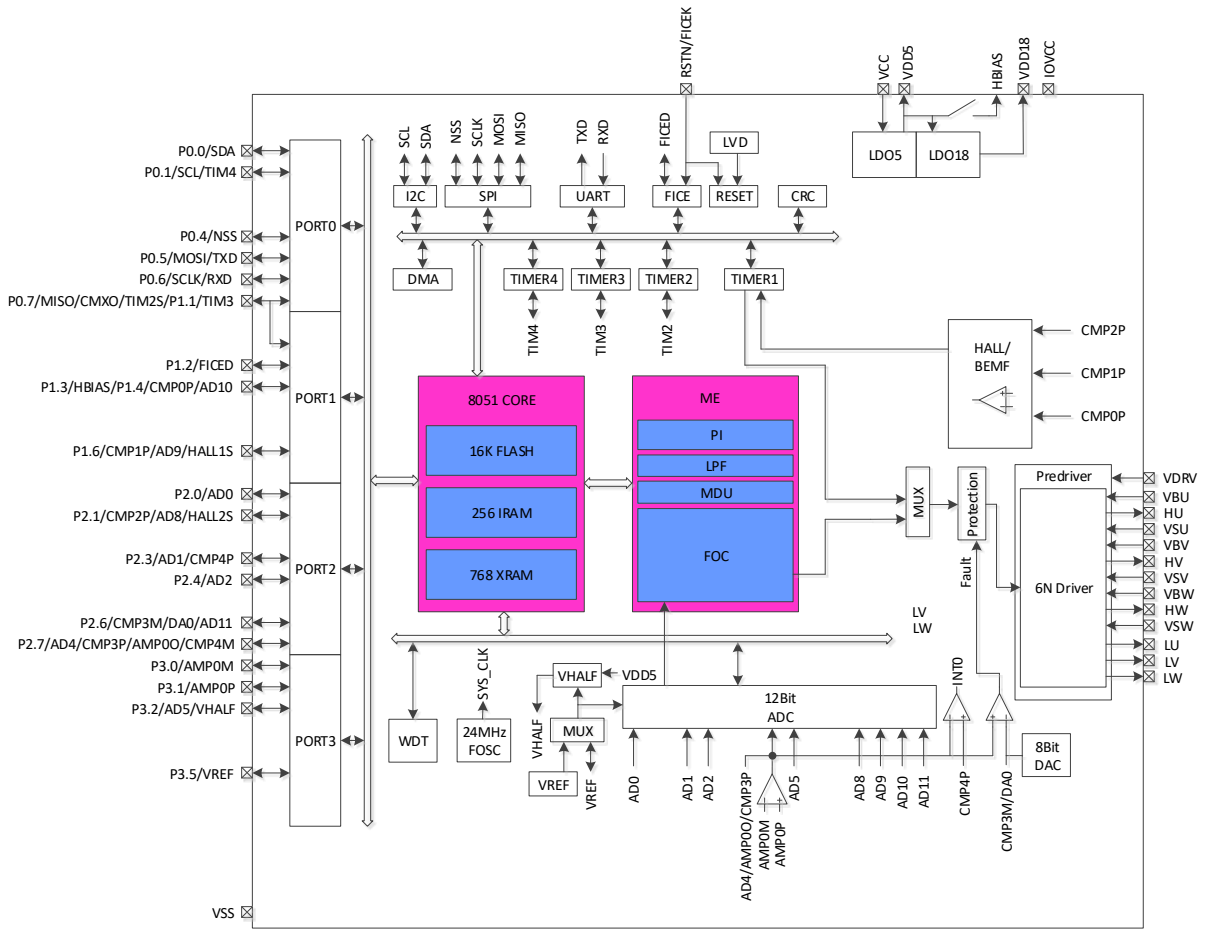 RSTN/FICEK
VCC
VDD5
HBIAS
VDD18
IOVCC
P0.0/SDA
P0.1/SCL/TIM4
P0.4/NSS
P0.5/MOSI/TXD
P0.6/SCLK/RXD
P0.7/MISO/CMXO/TIM2S/P1.1/TIM3
P1.2/FICED
P1.3/HBIAS/P1.4/CMP0P/AD10
P1.6/CMP1P/AD9/HALL1S
P2.0/AD0
P2.1/CMP2P/AD8/HALL2S
P2.3/AD1/CMP4P
P2.4/AD2
P2.6/CMP3M/DA0/AD11
P2.7/AD4/CMP3P/AMP0O/CMP4M
P3.0/AMP0M
P3.1/AMP0P
P3.2/AD5/VHALF
P3.5/VREF
VSS
PORT0
PORT1
PORT2
PORT3
SCL
SDA
NSS
SCLK
MOSI
MISO
TXD
RXD
FICED
LVD
I2C
SPI
UART
FICE
RESET
CRC
LDO5
LDO18
DMA
TIMER4
TIMER3
TIMER2
TIMER1
TIM4
TIM3
TIM2
HALL/
BEMF
CMP2P
CMP1P
CMP0P
8051 CORE
16K FLASH
256 IRAM
768 XRAM
ME
PI
LPF
MDU
FOC
MUX
Protection
Fault
Predriver
6N Driver
VDRV
VBU
HU
VSU
VBV
HV
VSV
VBW
HW
VSW
LU
LV
LW
LV
LW
WDT
SYS_CLK
24MHz
FOSC
VHALF
VDD5
VHALF
MUX
VREF
VREF
12Bit
ADC
INT0
8Bit
DAC
AD0
AD1
AD2
AD4/AMP0O/CMP3P
AMP0M
AMP0P
AD5
AD8
AD9
AD10
AD11
CMP4P
CMP3M/DA0